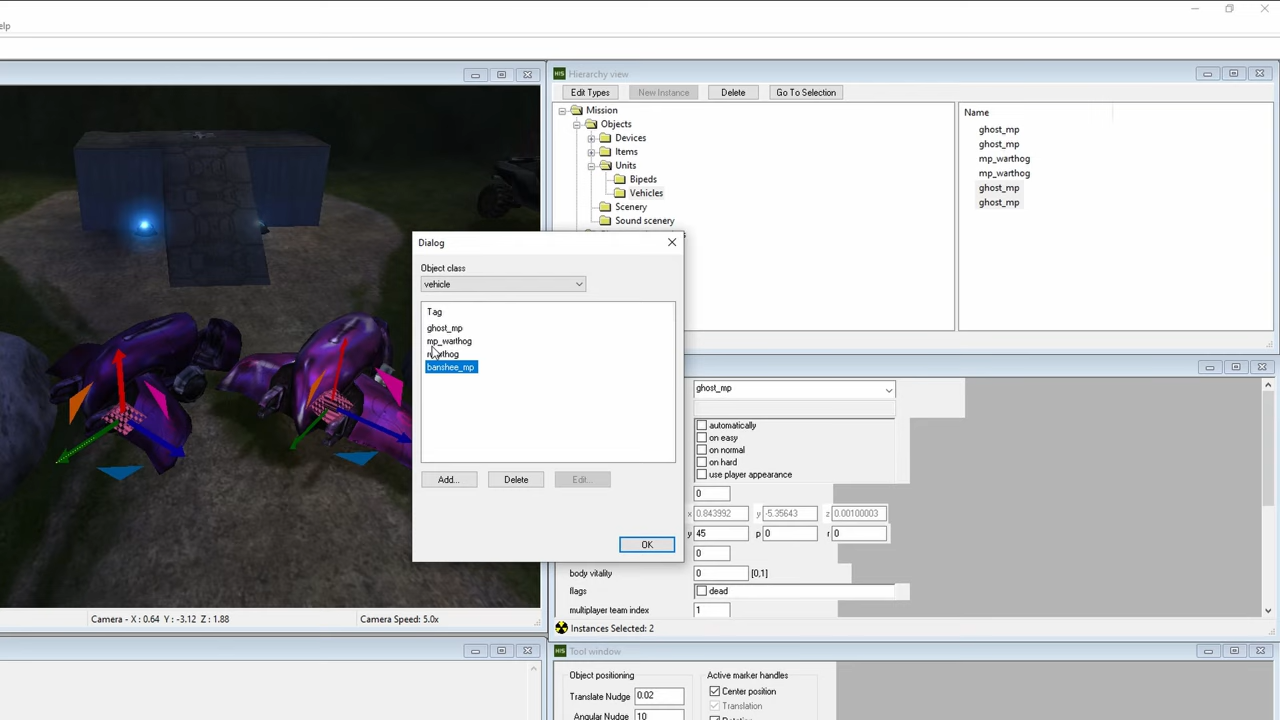 elp
Hierarchy view
Edit Types New Instance Delete Go To Selection
Mission
Objects
Devices
Items
Units
Bipeds
Vehicles
Scenery
Sound scenery
Name
ghost_mp
ghost_mp
mp_warthog
mp_warthog
ghost_mp
ghost_mp
Dialog
Object class
vehicle
Tag
ghost_mp
mp_warthog
banshee_mp
Add... Delete Edit...
OK
ghost_mp
automatically
on easy
on normal
on hard
use player appearance
0
x 0.843992 y -5.35643 z 0.00100003
y 45 p 0 r 0
0
body vitality 0 [0,1]
flags dead
multiplayer team index 1
Instances Selected: 2
Camera - X : 0.64 Y : -3.12 Z : 1.88 Camera Speed: 5.0x
Tool window
Object positioning
Translate Nudge 0.02
Angular Nudge 10
Active marker handles
Center position
Translation